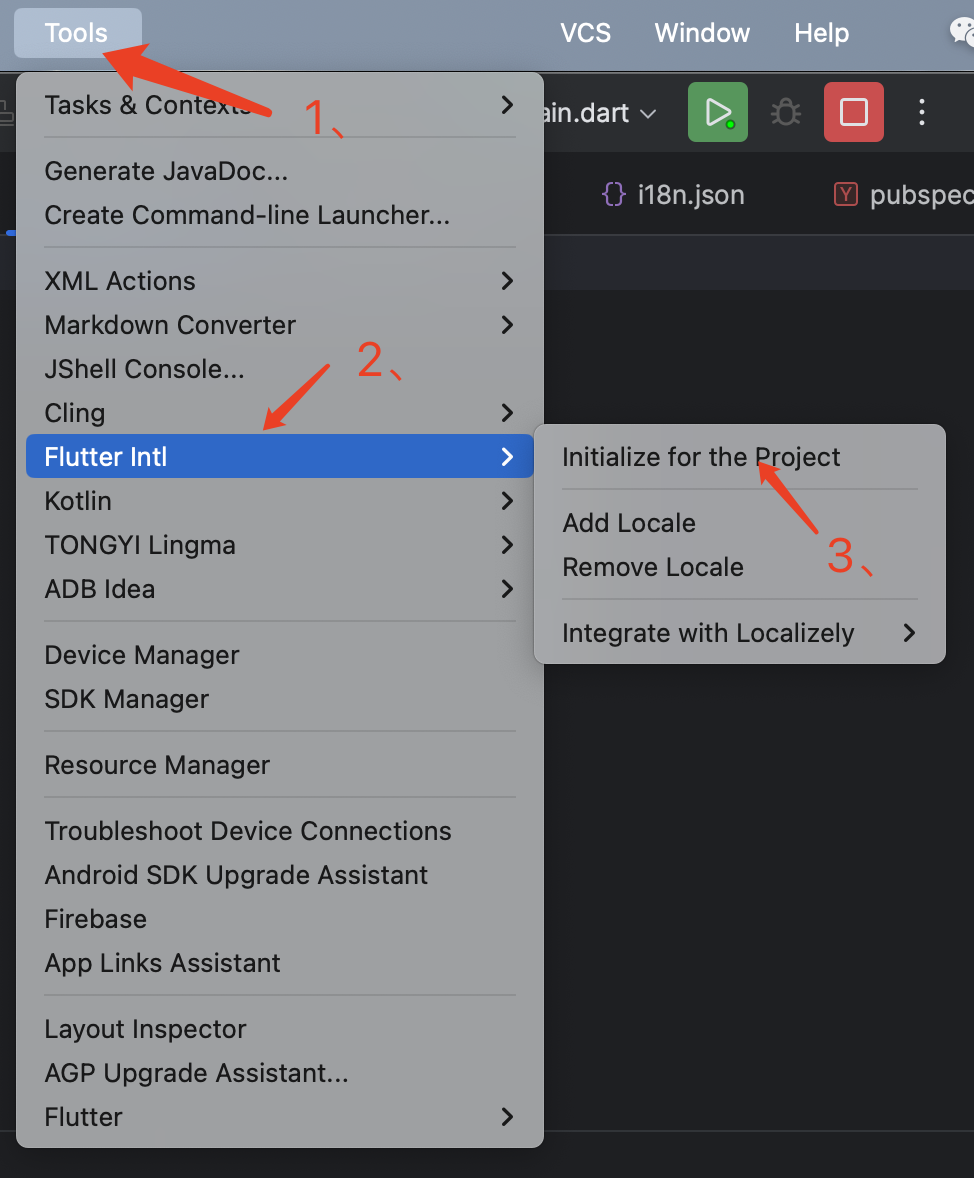 Tools
VCS
Window
Help
Tasks & Contexts
1、
ain.dart
Generate JavaDoc...
Create Command-line Launcher...
i18n.json
Y
pubspec
XML Actions
Markdown Converter
JShell Console...
2、
Cling
Flutter Intl
Kotlin
TONGYI Lingma
ADB Idea
Initialize for the Project
Add Locale
Remove Locale
3、
Integrate with Localizely
Device Manager
SDK Manager
Resource Manager
Troubleshoot Device Connections
Android SDK Upgrade Assistant
Firebase
App Links Assistant
Layout Inspector
AGP Upgrade Assistant...
Flutter